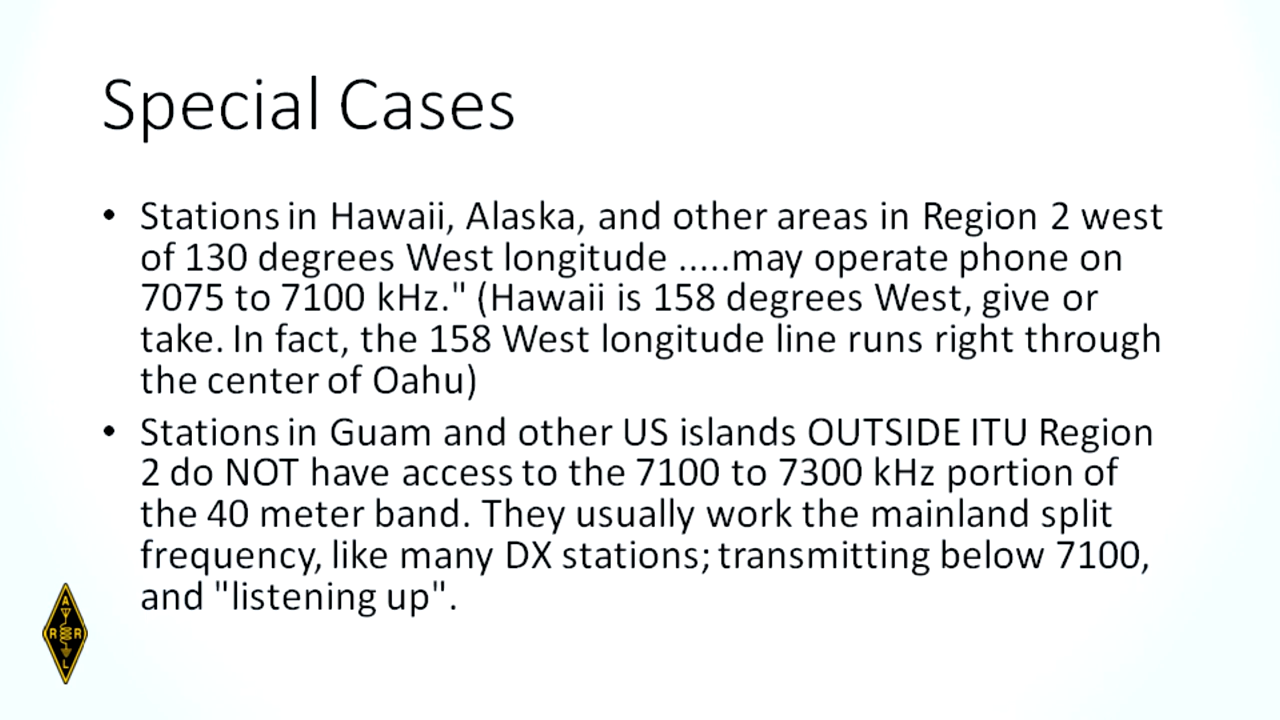 Special Cases
• Stations in Hawaii, Alaska, and other areas in Region 2 west
of 130 degrees West longitude .....may operate phone on
7075 to 7100 kHz." (Hawaii is 158 degrees West, give or
take. In fact, the 158 West longitude line runs right through
the center of Oahu)
• Stations in Guam and other US islands OUTSIDE ITU Region
2 do NOT have access to the 7100 to 7300 kHz portion of
the 40 meter band. They usually work the mainland split
frequency, like many DX stations; transmitting below 7100,
and "listening up".
A
R R
L